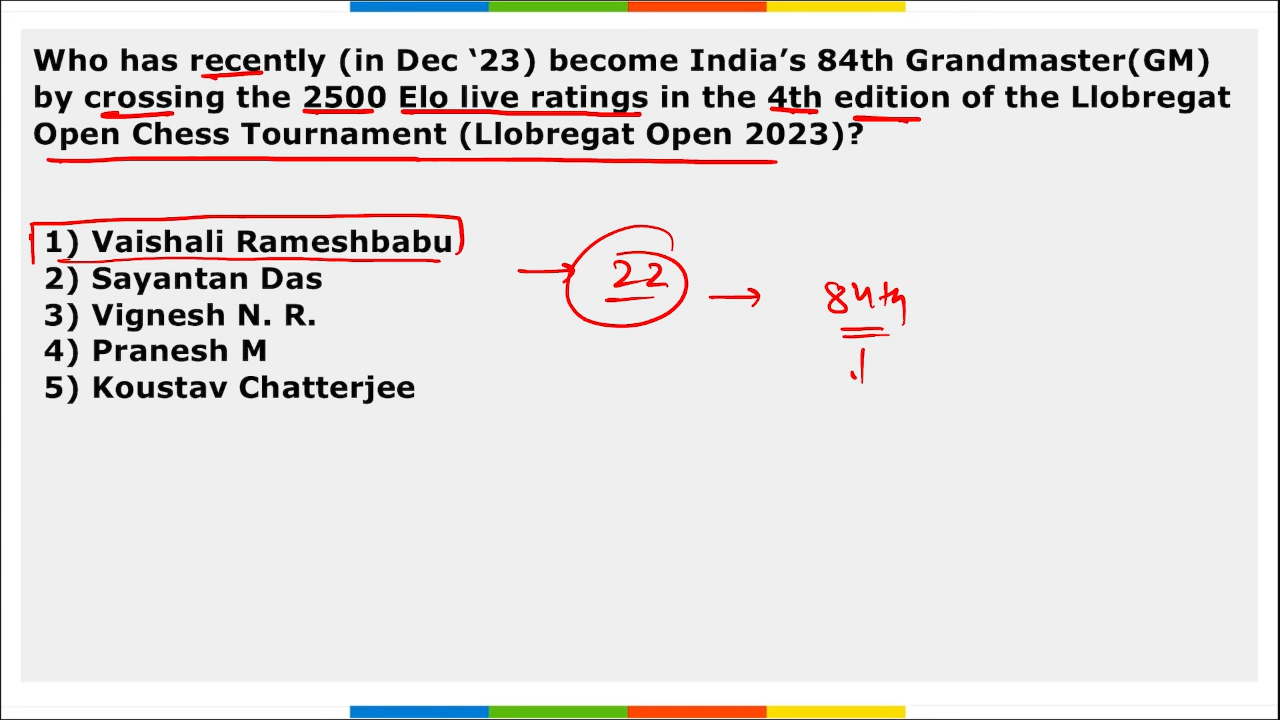 Who has recently (in Dec ‘23) become India’s 84th Grandmaster(GM)
by crossing the 2500 Elo live ratings in the 4th edition of the Llobregat
Open Chess Tournament (Llobregat Open 2023)?
1) Vaishali Rameshbabu
2) Sayantan Das
3) Vignesh N. R.
4) Pranesh M
5) Koustav Chatterjee
22
84th